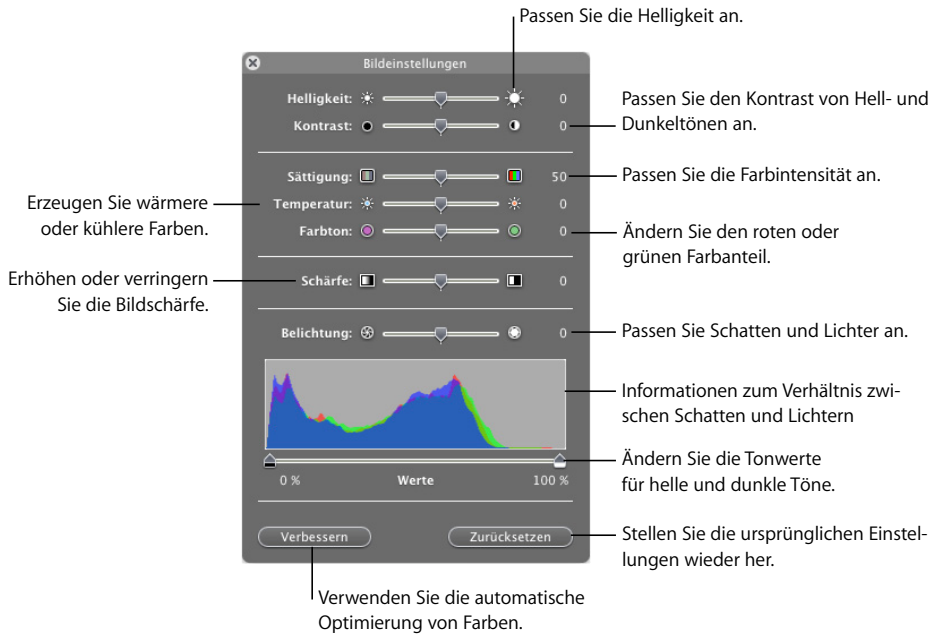 Passen Sie die Helligkeit an.
Bildeinstellungen
Helligkeit: 0
Kontrast: 0
Passen Sie den Kontrast von Hell- und
Dunkeltönen an.
Sättigung: 50
Passen Sie die Farbintensität an.
Erzeugen Sie wärmere
oder kühlere Farben.
Temperatur: 0
Farbton: 0
Ändern Sie den roten oder
grünen Farbanteil.
Erhöhen oder verringern
Sie die Bildschärfe.
Schärfe: 0
Belichtung: 0
Passen Sie Schatten und Lichter an.
Informationen zum Verhältnis zwi-
schen Schatten und Lichtern
Ändern Sie die Tonwerte
für helle und dunkle Töne.
0 % Werte 100 %
Verbessern Zurücksetzen
Stellen Sie die ursprünglichen Einstel-
lungen wieder her.
Verwenden Sie die automatische
Optimierung von Farben.